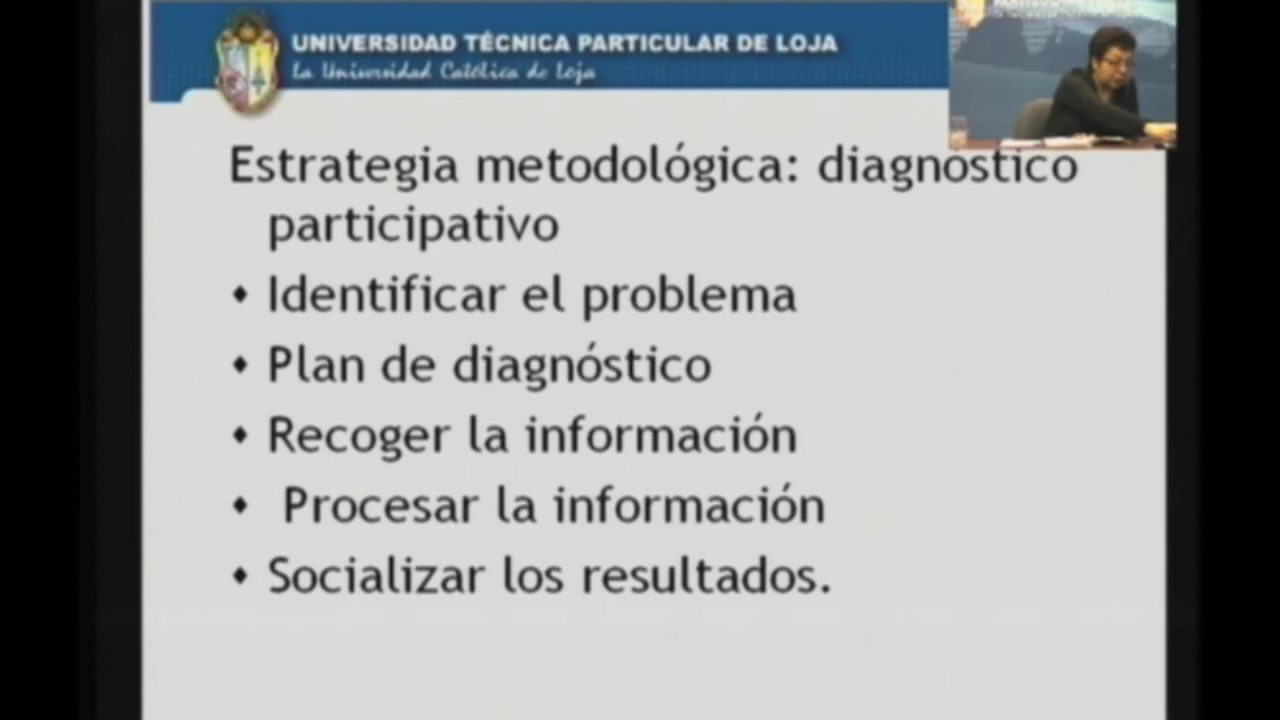 UNIVERSIDAD TÉCNICA PARTICULAR DE LOJA
La Universidad Católica de Loja
Estrategia metodológica: diagnóstico
participativo
• Identificar el problema
• Plan de diagnóstico
• Recoger la información
• Procesar la información
• Socializar los resultados.